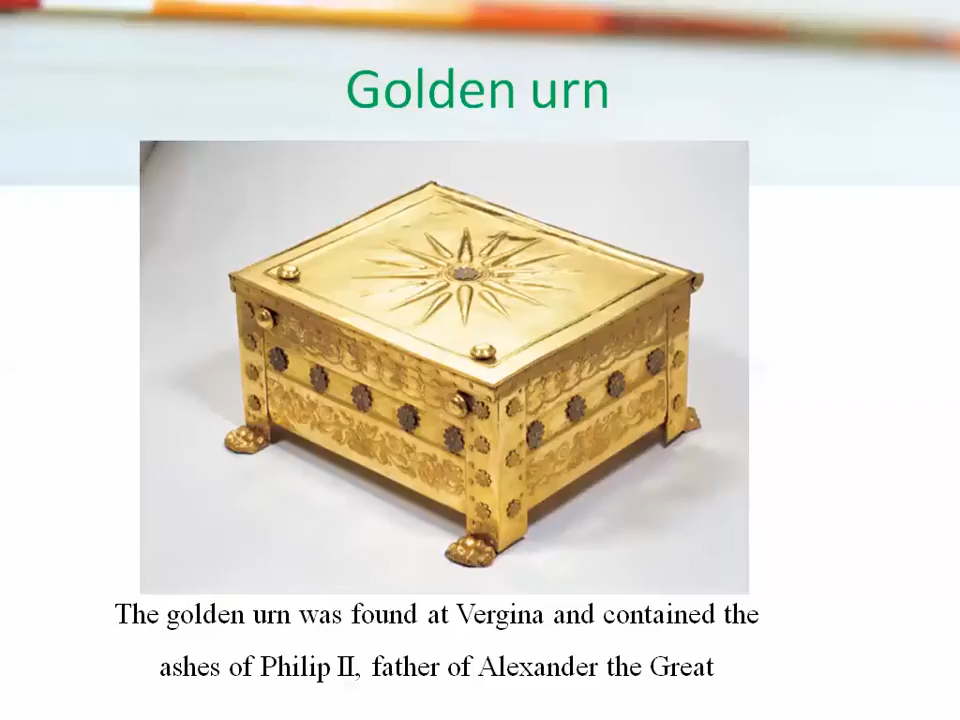 Golden urn
The golden urn was found at Vergina and contained the
ashes of Philip II, father of Alexander the Great